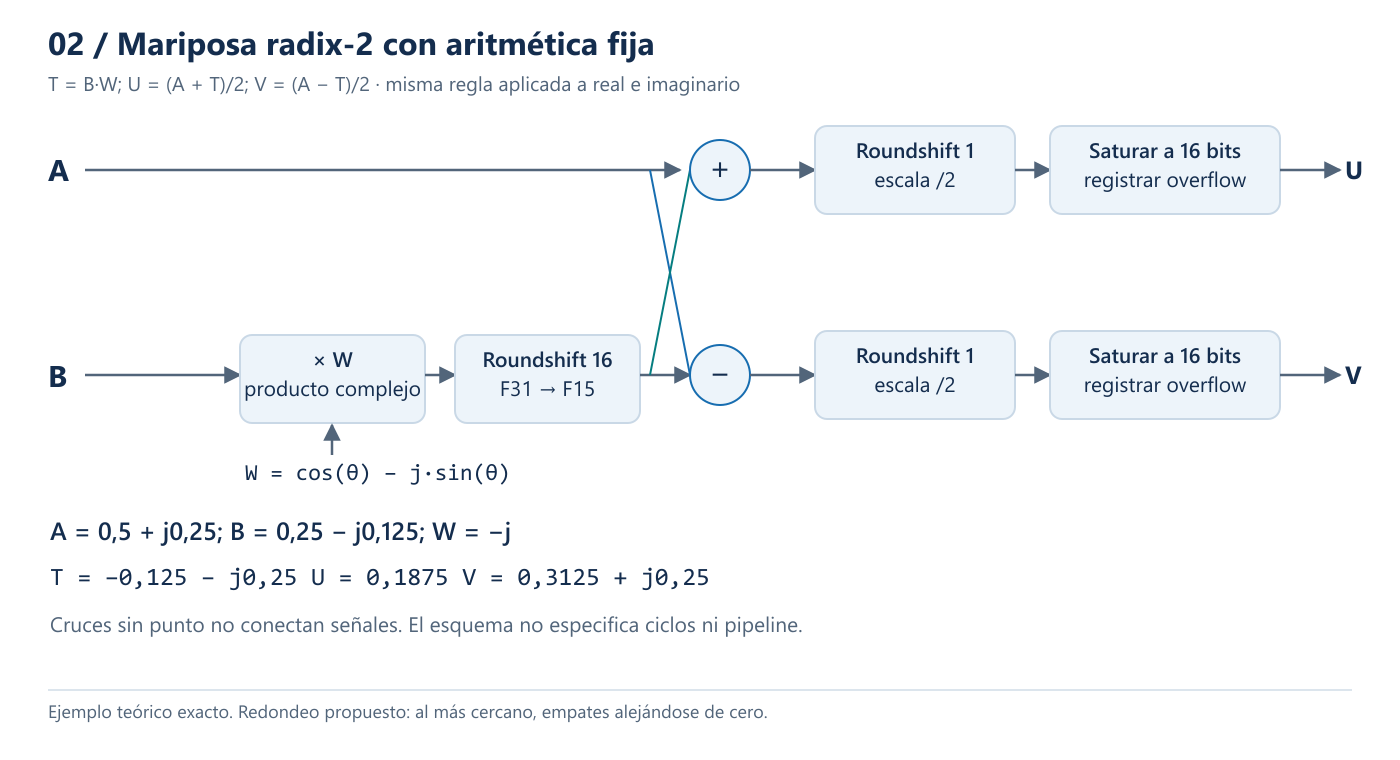 02 / Mariposa radix-2 con aritmética fija
T = B·W; U = (A + T)/2; V = (A − T)/2 · misma regla aplicada a real e imaginario
A
+
Roundshift 1
escala /2
Saturar a 16 bits
registrar overflow
U
B
× W
producto complejo
Roundshift 16
F31 → F15
−
Roundshift 1
escala /2
Saturar a 16 bits
registrar overflow
V
W = cos(θ) − j·sin(θ)
A = 0,5 + j0,25; B = 0,25 − j0,125; W = −j
T = −0,125 − j0,25 U = 0,1875 V = 0,3125 + j0,25
Cruces sin punto no conectan señales. El esquema no especifica ciclos ni pipeline.
Ejemplo teórico exacto. Redondeo propuesto: al más cercano, empates alejándose de cero.